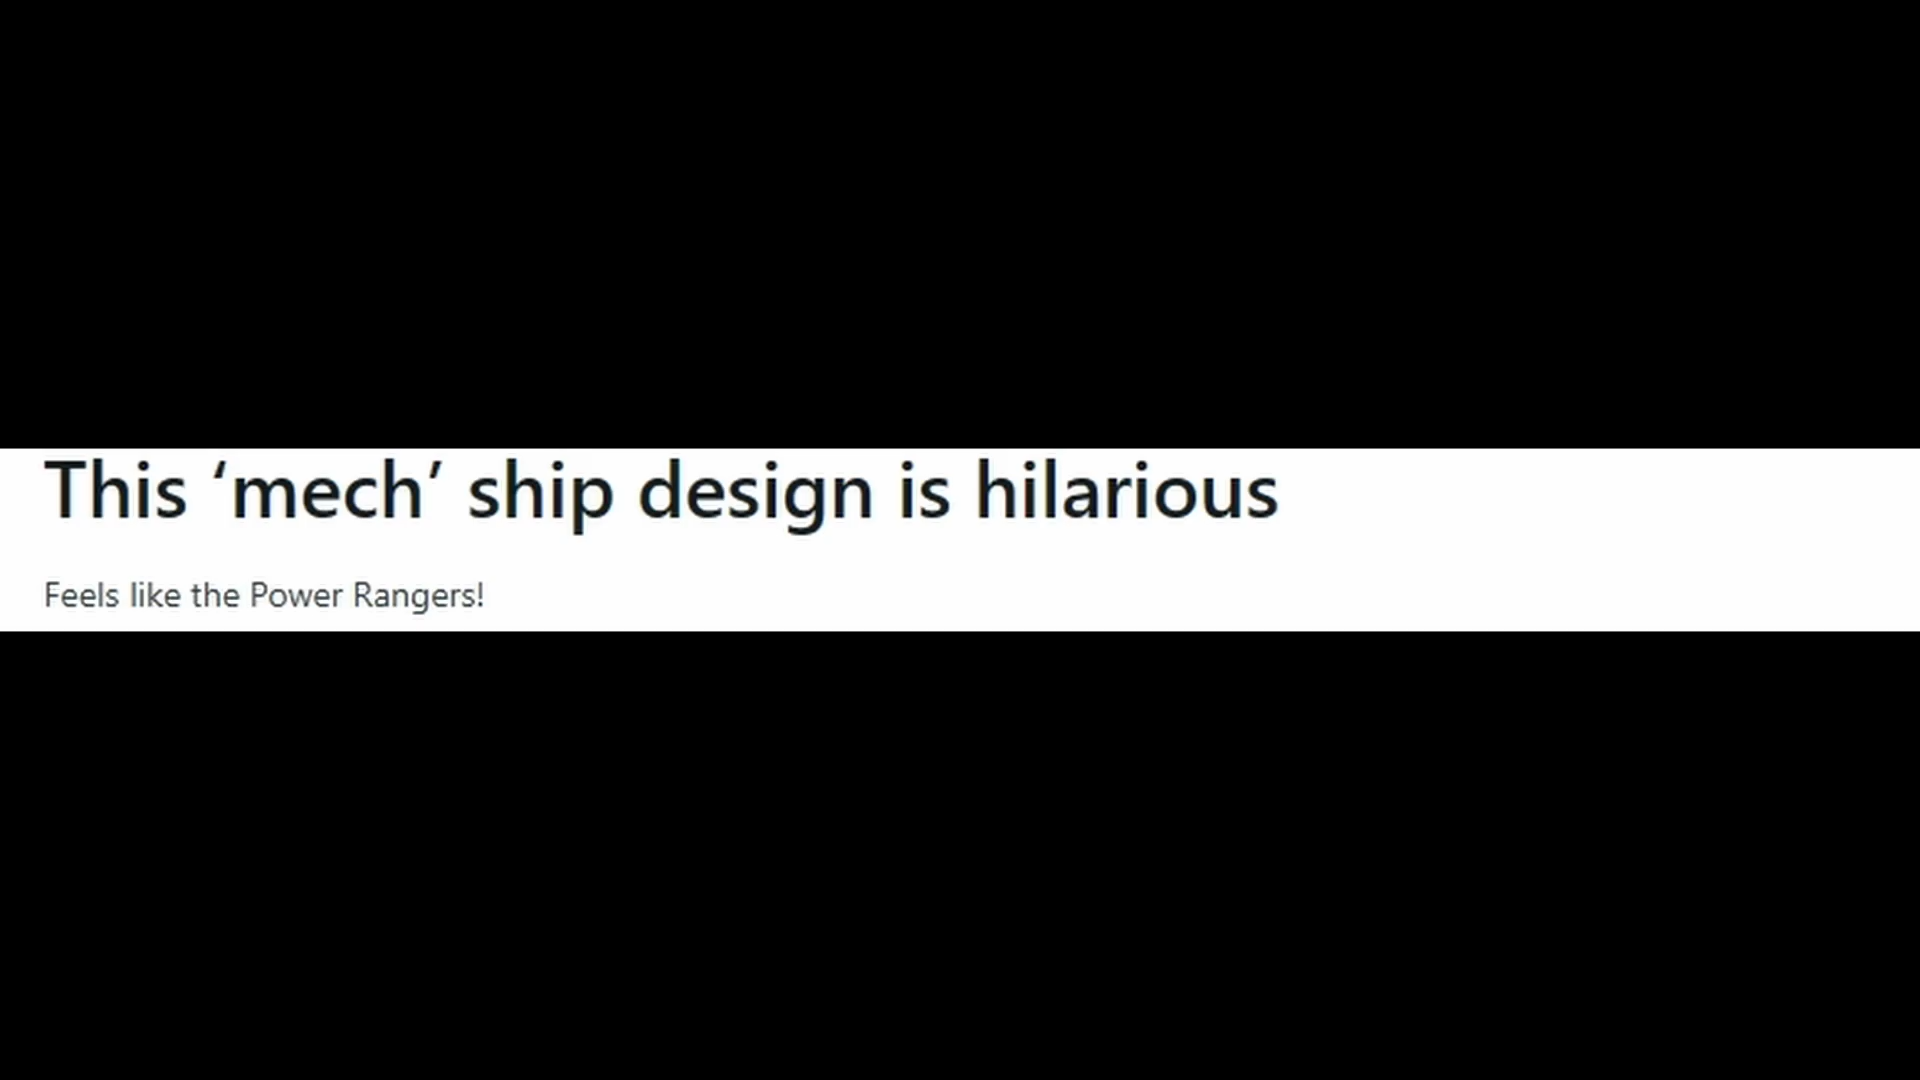 This ‘mech’ ship design is hilarious
Feels like the Power Rangers!